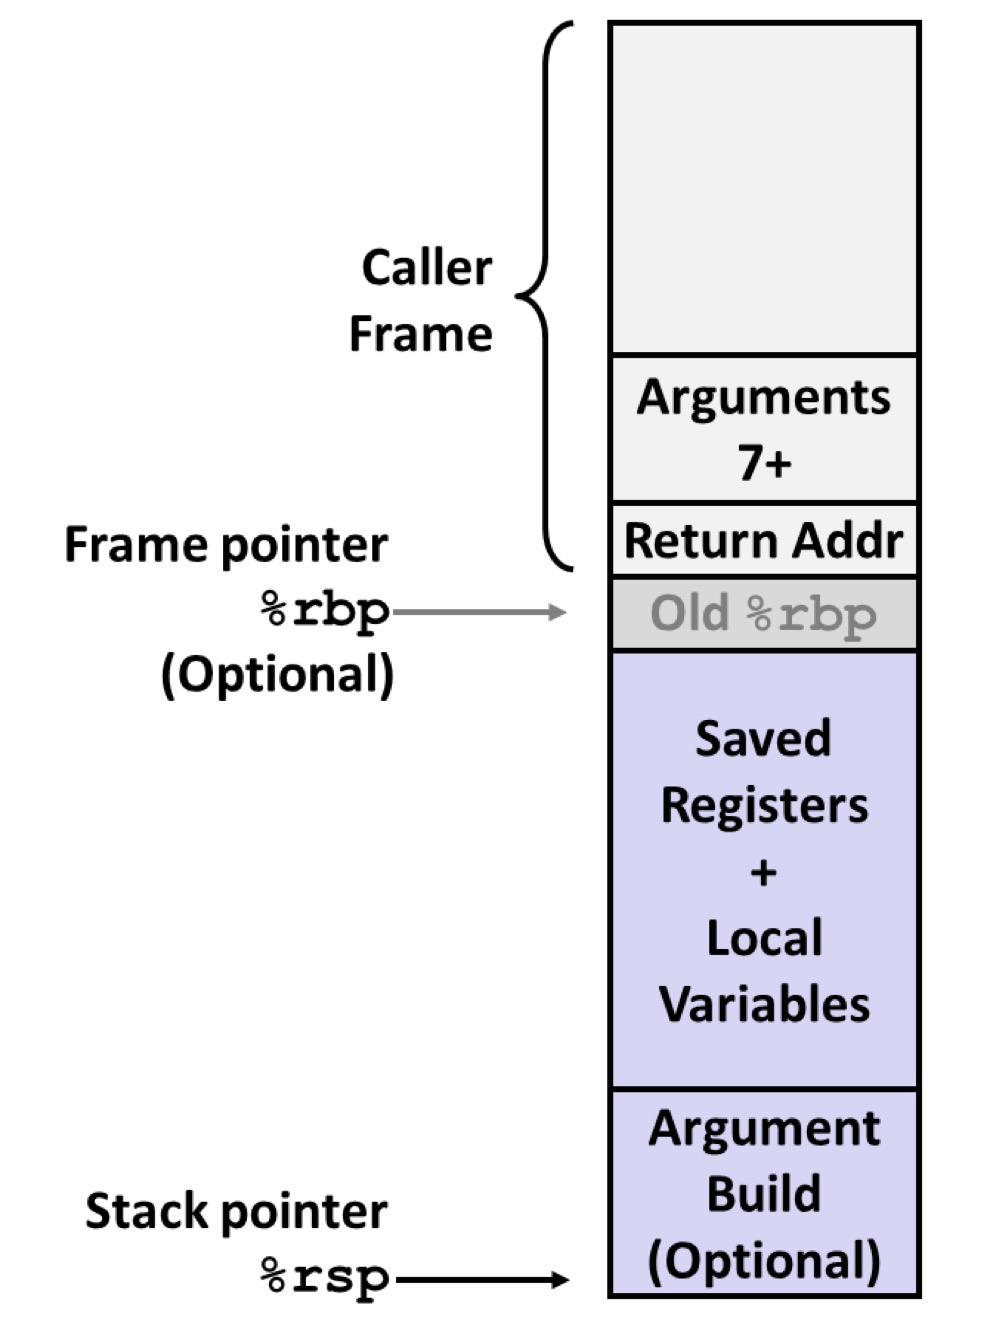 Caller
Frame
Arguments
7+
Return Addr
Frame pointer
%rbp
(Optional)
Old %rbp
Saved
Registers
+
Local
Variables
Argument
Build
(Optional)
Stack pointer
%rsp